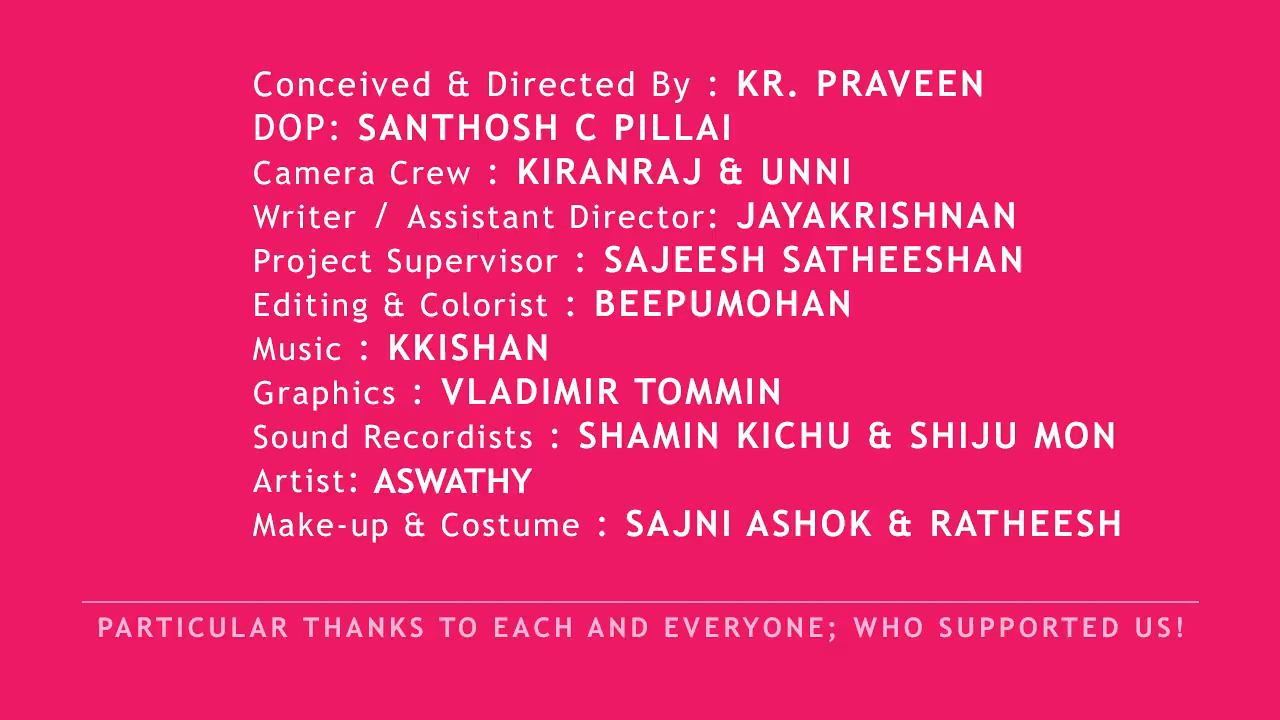 Conceived & Directed By : KR. PRAVEEN
DOP: SANTHOSH C PILLAI
Camera Crew : KIRANRAJ & UNNI
Writer / Assistant Director: JAYAKRISHNAN
Project Supervisor : SAJEESH SATHEESHAN
Editing & Colorist : BEEPUMOHAN
Music : KKISHAN
Graphics : VLADIMIR TOMMIN
Sound Recordists : SHAMIN KICHU & SHIJU MON
Artist: ASWATHY
Make-up & Costume : SAJNI ASHOK & RATHEESH
PARTICULAR THANKS TO EACH AND EVERYONE; WHO SUPPORTED US!